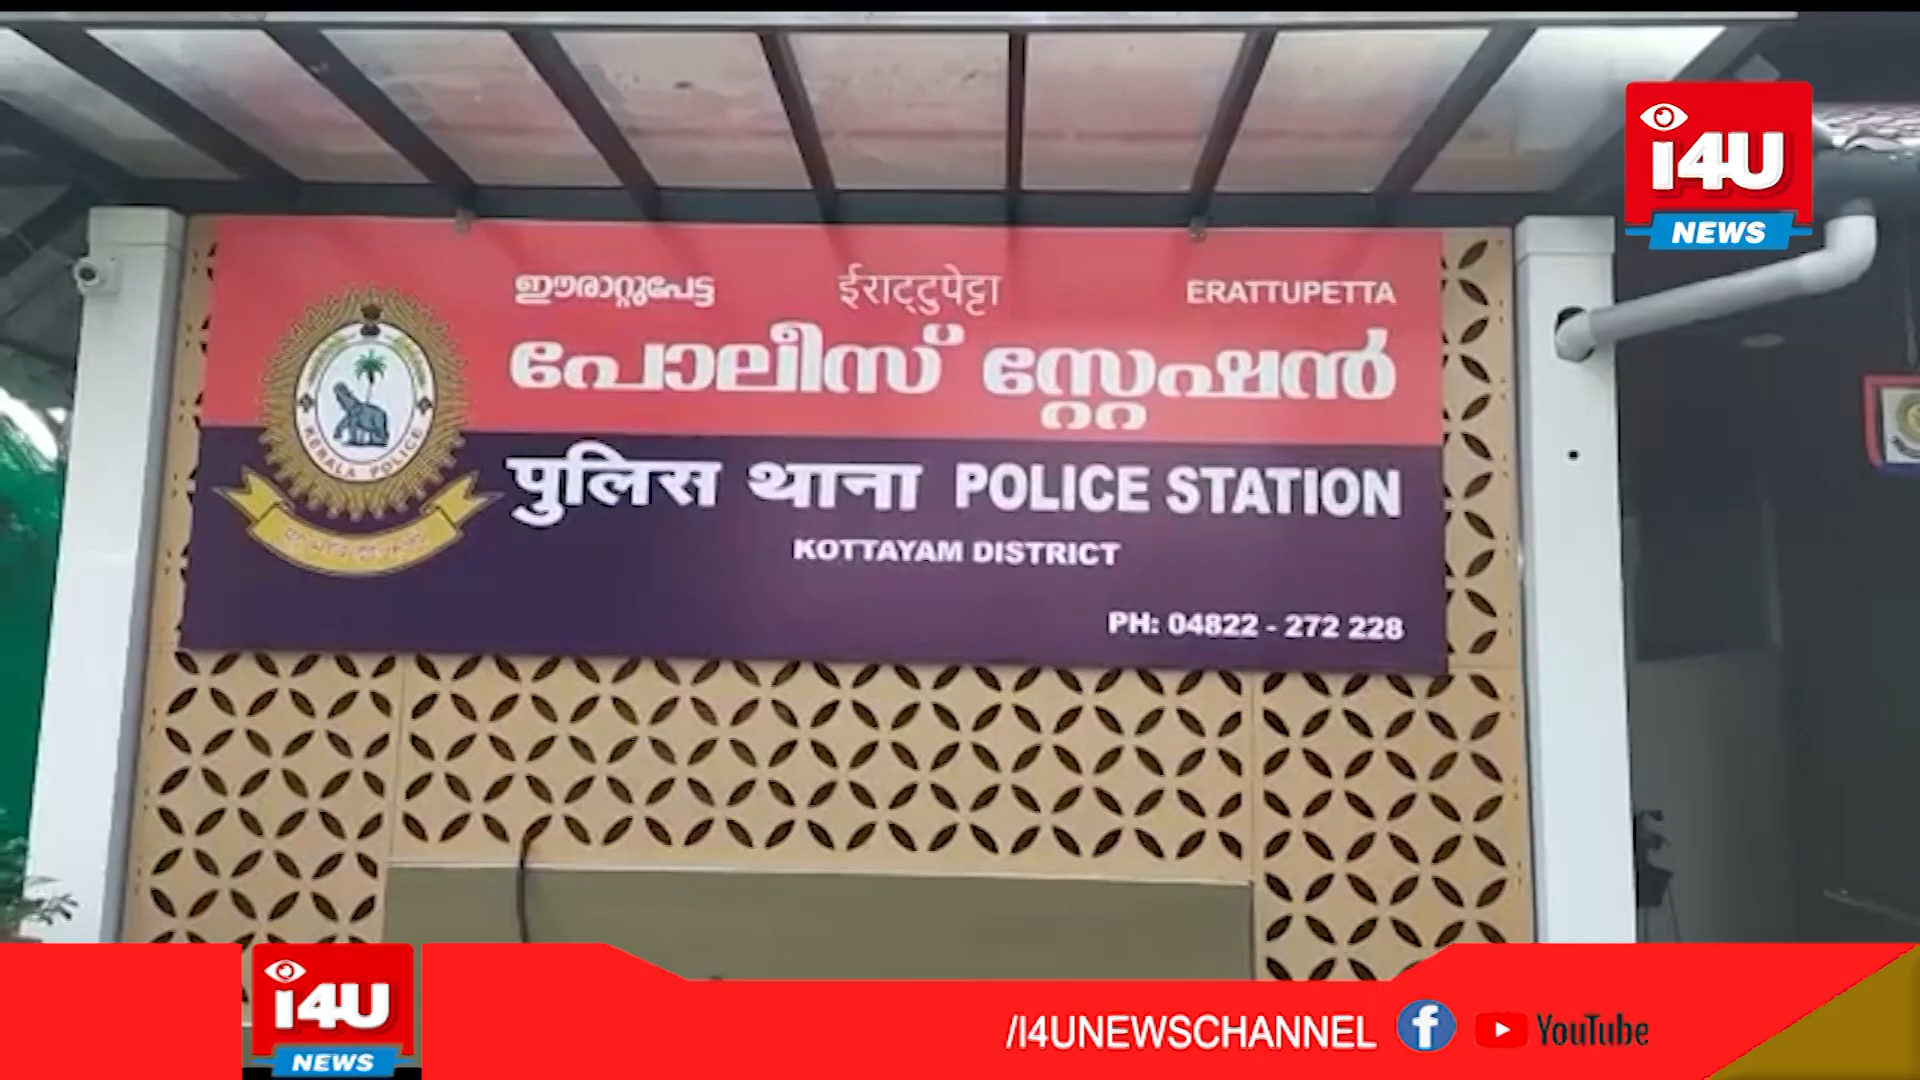 i4U
NEWS
ഈരാറ്റുപേട്ട ईराट्टुपेट्टा ERATTUPETTA
പോലീസ് സ്റ്റേഷൻ
पुलिस थाना POLICE STATION
KOTTAYAM DISTRICT
PH: 04822 - 272 228
KERALA POLICE
i4U
NEWS
/I4UNEWSCHANNEL YouTube